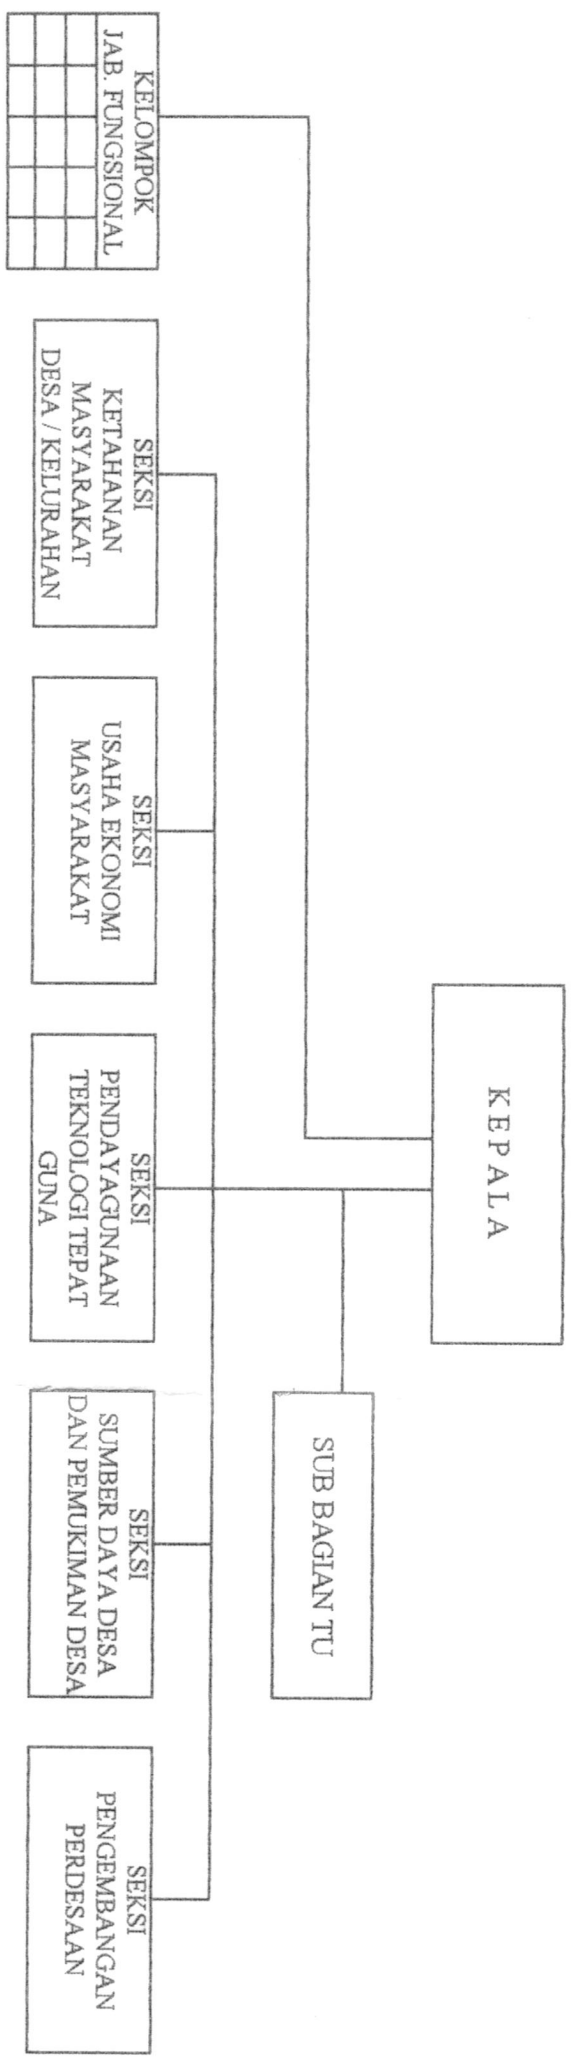 K E P A L A
SUB BAGIAN TU
KELOMPOK
JAB. FUNGSIONAL
SEKSI
KETAHANAN
MASYARAKAT
DESA / KELURAHAN
SEKSI
USAHA EKONOMI
MASYARAKAT
SEKSI
PENDAYAGUNAAN
TEKNOLOGI TEPAT
GUNA
SEKSI
SUMBER DAYA DESA
DAN PEMUKIMAN DESA
SEKSI
PENGEMBANGAN
PERDESAAN